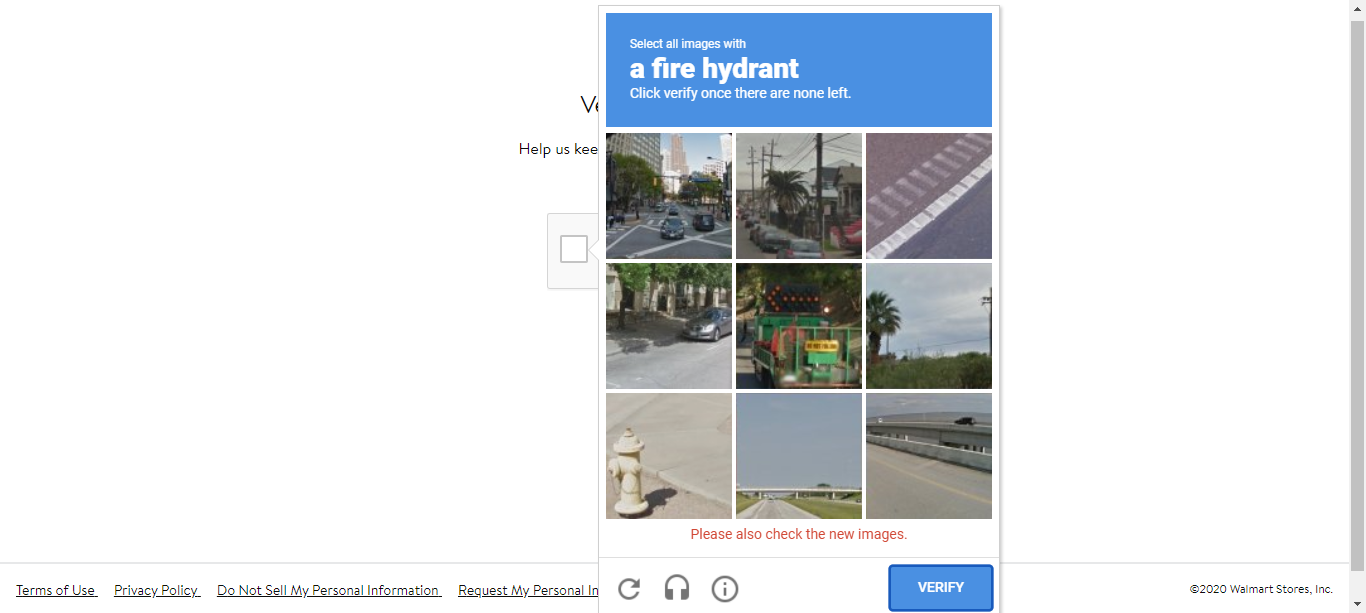 Select all images with
a fire hydrant
Click verify once there are none left.
Ve
Help us kee
Please also check the new images.
VERIFY
Terms of Use
Privacy Policy
Do Not Sell My Personal Information
Request My Personal In
©2020 Walmart Stores, Inc.